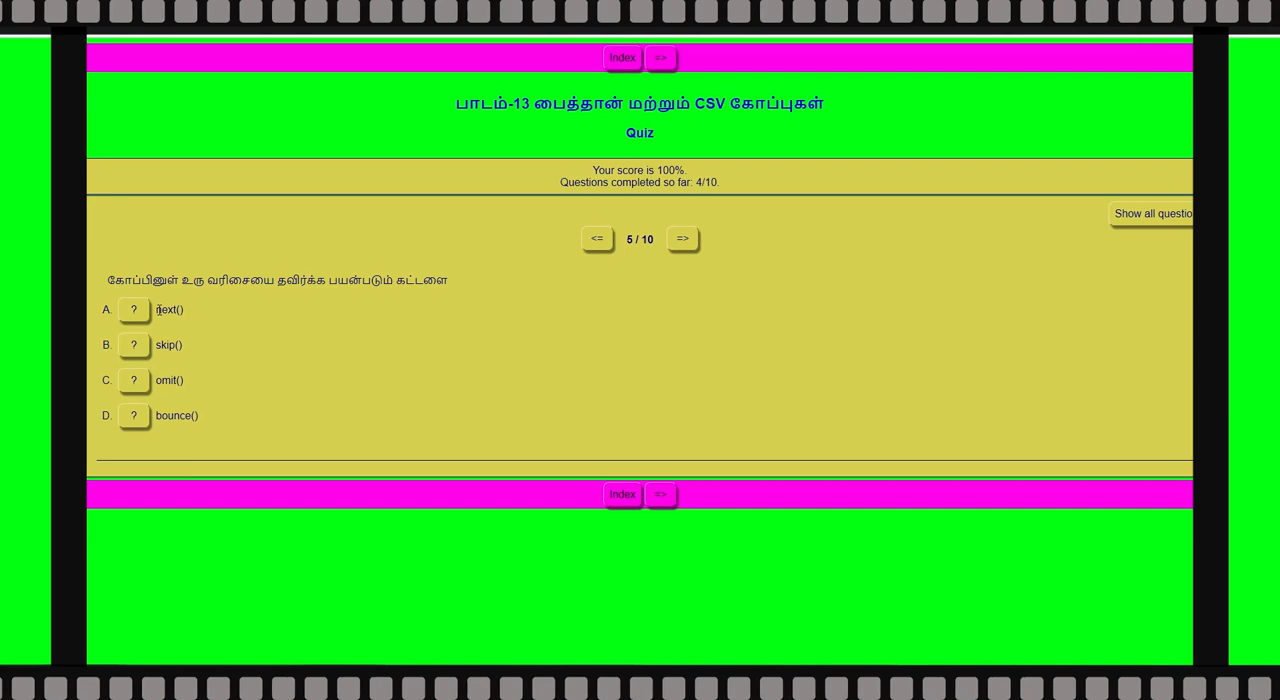 Index =>
பாடம்-13 பைத்தான் மற்றும் CSV கோப்புகள்
Quiz
Your score is 100%.
Questions completed so far: 4/10.
Show all questio
<= 5 / 10 =>
கோப்பினுள் உரு வரிசையை தவிர்க்க பயன்படும் கட்டளை
A. ? next()
B. ? skip()
C. ? omit()
D. ? bounce()
Index =>